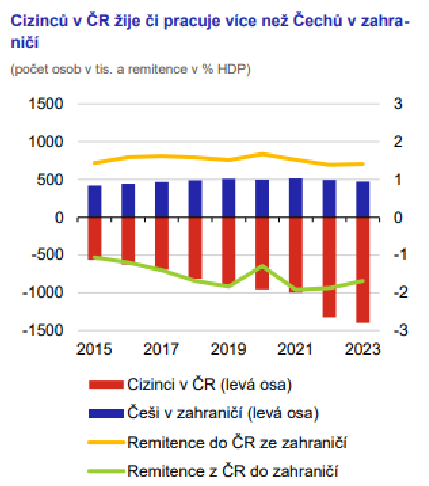 Cizinců v ČR žije či pracuje více než Čechů v zahra-
ničí
(počet osob v tis. a remitence v % HDP)
1500 3
1000 2
500 1
0 0
-500 -1
-1000 -2
-1500 -3
2015 2017 2019 2021 2023
Cizinci v ČR (levá osa)
Češi v zahraničí (levá osa)
Remitence do ČR ze zahraničí
Remitence z ČR do zahraničí